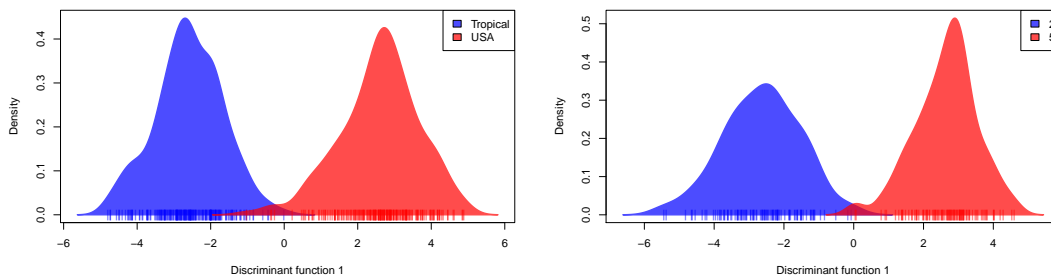 Tropical
USA
0.4
0.3
0.2
0.1
0.0
Density
−6 −4 −2 0 2 4 6
Discriminant function 1
2
5
0.5
0.4
0.3
0.2
0.1
0.0
Density
−6 −4 −2 0 2 4
Discriminant function 1